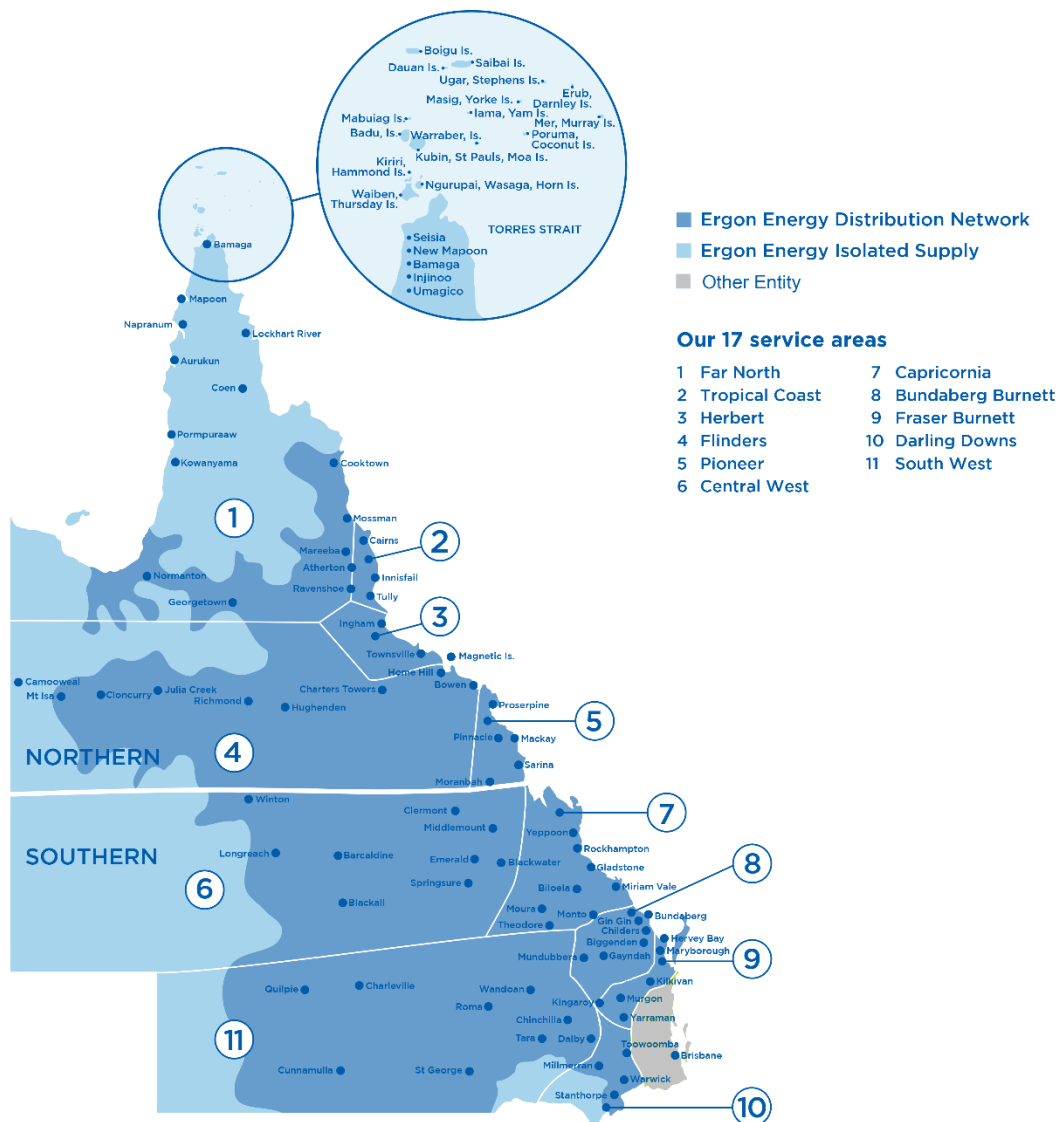 Boigu Is.
Dauan Is.
Saibai Is.
Ugar, Stephens Is.
Masig, Yorke Is.
Erub,
Darnley Is.
Iama, Yam Is.
Mabuiag Is.
Mer, Murray Is.
Badu, Is.
Warraber, Is.
Poruma,
Coconut Is.
Kubin, St Pauls, Moa Is.
Kiriri,
Hammond Is.
Ngurupai, Wasaga, Horn Is.
Waiben,
Thursday Is.
TORRES STRAIT
Seisia
New Mapoon
Bamaga
Injinoo
Umagico
Ergon Energy Distribution Network
Ergon Energy Isolated Supply
Other Entity
Our 17 service areas
1 Far North
2 Tropical Coast
3 Herbert
4 Flinders
5 Pioneer
6 Central West
7 Capricornia
8 Bundaberg Burnett
9 Fraser Burnett
10 Darling Downs
11 South West
Bamaga
Mapoon
Napranum
Lockhart River
Aurukun
Coen
Pormpuraaw
Kowanyama
Cooktown
1
Mossman
Cairns
2
Mareeba
Atherton
Normanton
Innisfail
Ravenshoe
Tully
Georgetown
Ingham
3
Townsville
Magnetic Is.
Home Hill
Camooweal
Bowen
Mt Isa
Cloncurry
Julia Creek
Richmond
Charters Towers
Hughenden
Proserpine
5
Pinnacle
Mackay
NORTHERN
4
Sarina
Moranbah
Winton
Clermont
7
Middlemount
Yeppoon
SOUTHERN
Longreach
Barcaldine
Emerald
Blackwater
Rockhampton
8
Gladstone
6
Springsure
Biloela
Miriam Vale
Blackall
Moura
Monto
Gin Gin
Bundaberg
Theodore
Childers
Hervey Bay
Biggenden
Maryborough
Mundubbera
Gayndah
9
Kilkivan
Quilpie
Charleville
Wandoan
Roma
Kingaroy
Murgon
Chinchilla
Yarraman
11
Tara
Dalby
Toowoomba
Brisbane
Cunnamulla
St George
Millmerran
Warwick
Stanthorpe
10